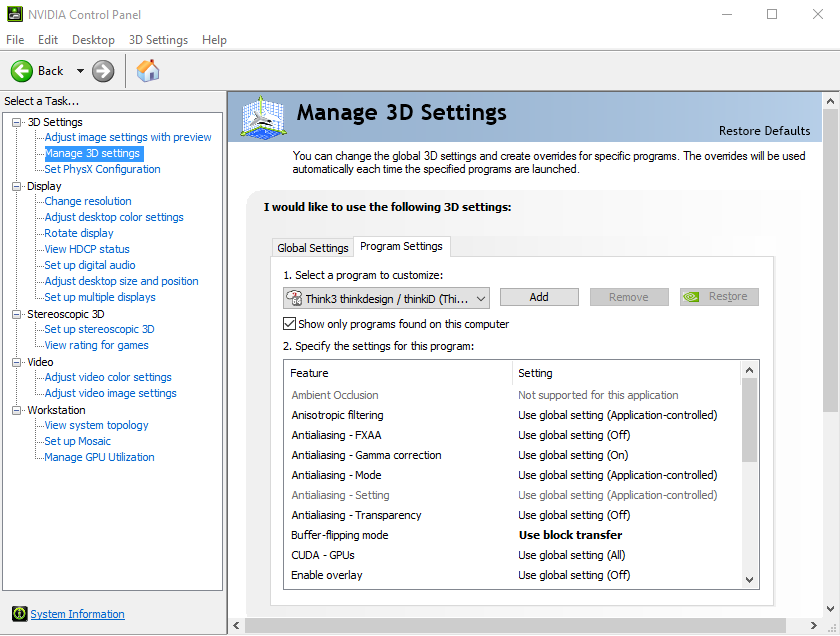 NVIDIA Control Panel
File Edit Desktop 3D Settings Help
Back
Select a Task...
3D Settings
Adjust image settings with preview
Manage 3D settings
Set PhysX Configuration
Display
Change resolution
Adjust desktop color settings
Rotate display
View HDCP status
Set up digital audio
Adjust desktop size and position
Set up multiple displays
Stereoscopic 3D
Set up stereoscopic 3D
View rating for games
Video
Adjust video color settings
Adjust video image settings
Workstation
View system topology
Set up Mosaic
Manage GPU Utilization
System Information
Manage 3D Settings
Restore Defaults
You can change the global 3D settings and create overrides for specific programs. The overrides will be used
automatically each time the specified programs are launched.
I would like to use the following 3D settings:
Global Settings Program Settings
1. Select a program to customize:
Think3 thinkdesign / thinkiD (Thi... Add Remove Restore
Show only programs found on this computer
2. Specify the settings for this program:
Feature Setting
Ambient Occlusion Not supported for this application
Anisotropic filtering Use global setting (Application-controlled)
Antialiasing - FXAA Use global setting (Off)
Antialiasing - Gamma correction Use global setting (On)
Antialiasing - Mode Use global setting (Application-controlled)
Antialiasing - Setting Use global setting (Application-controlled)
Antialiasing - Transparency Use global setting (Off)
Buffer-flipping mode Use block transfer
CUDA - GPUs Use global setting (All)
Enable overlay Use global setting (Off)